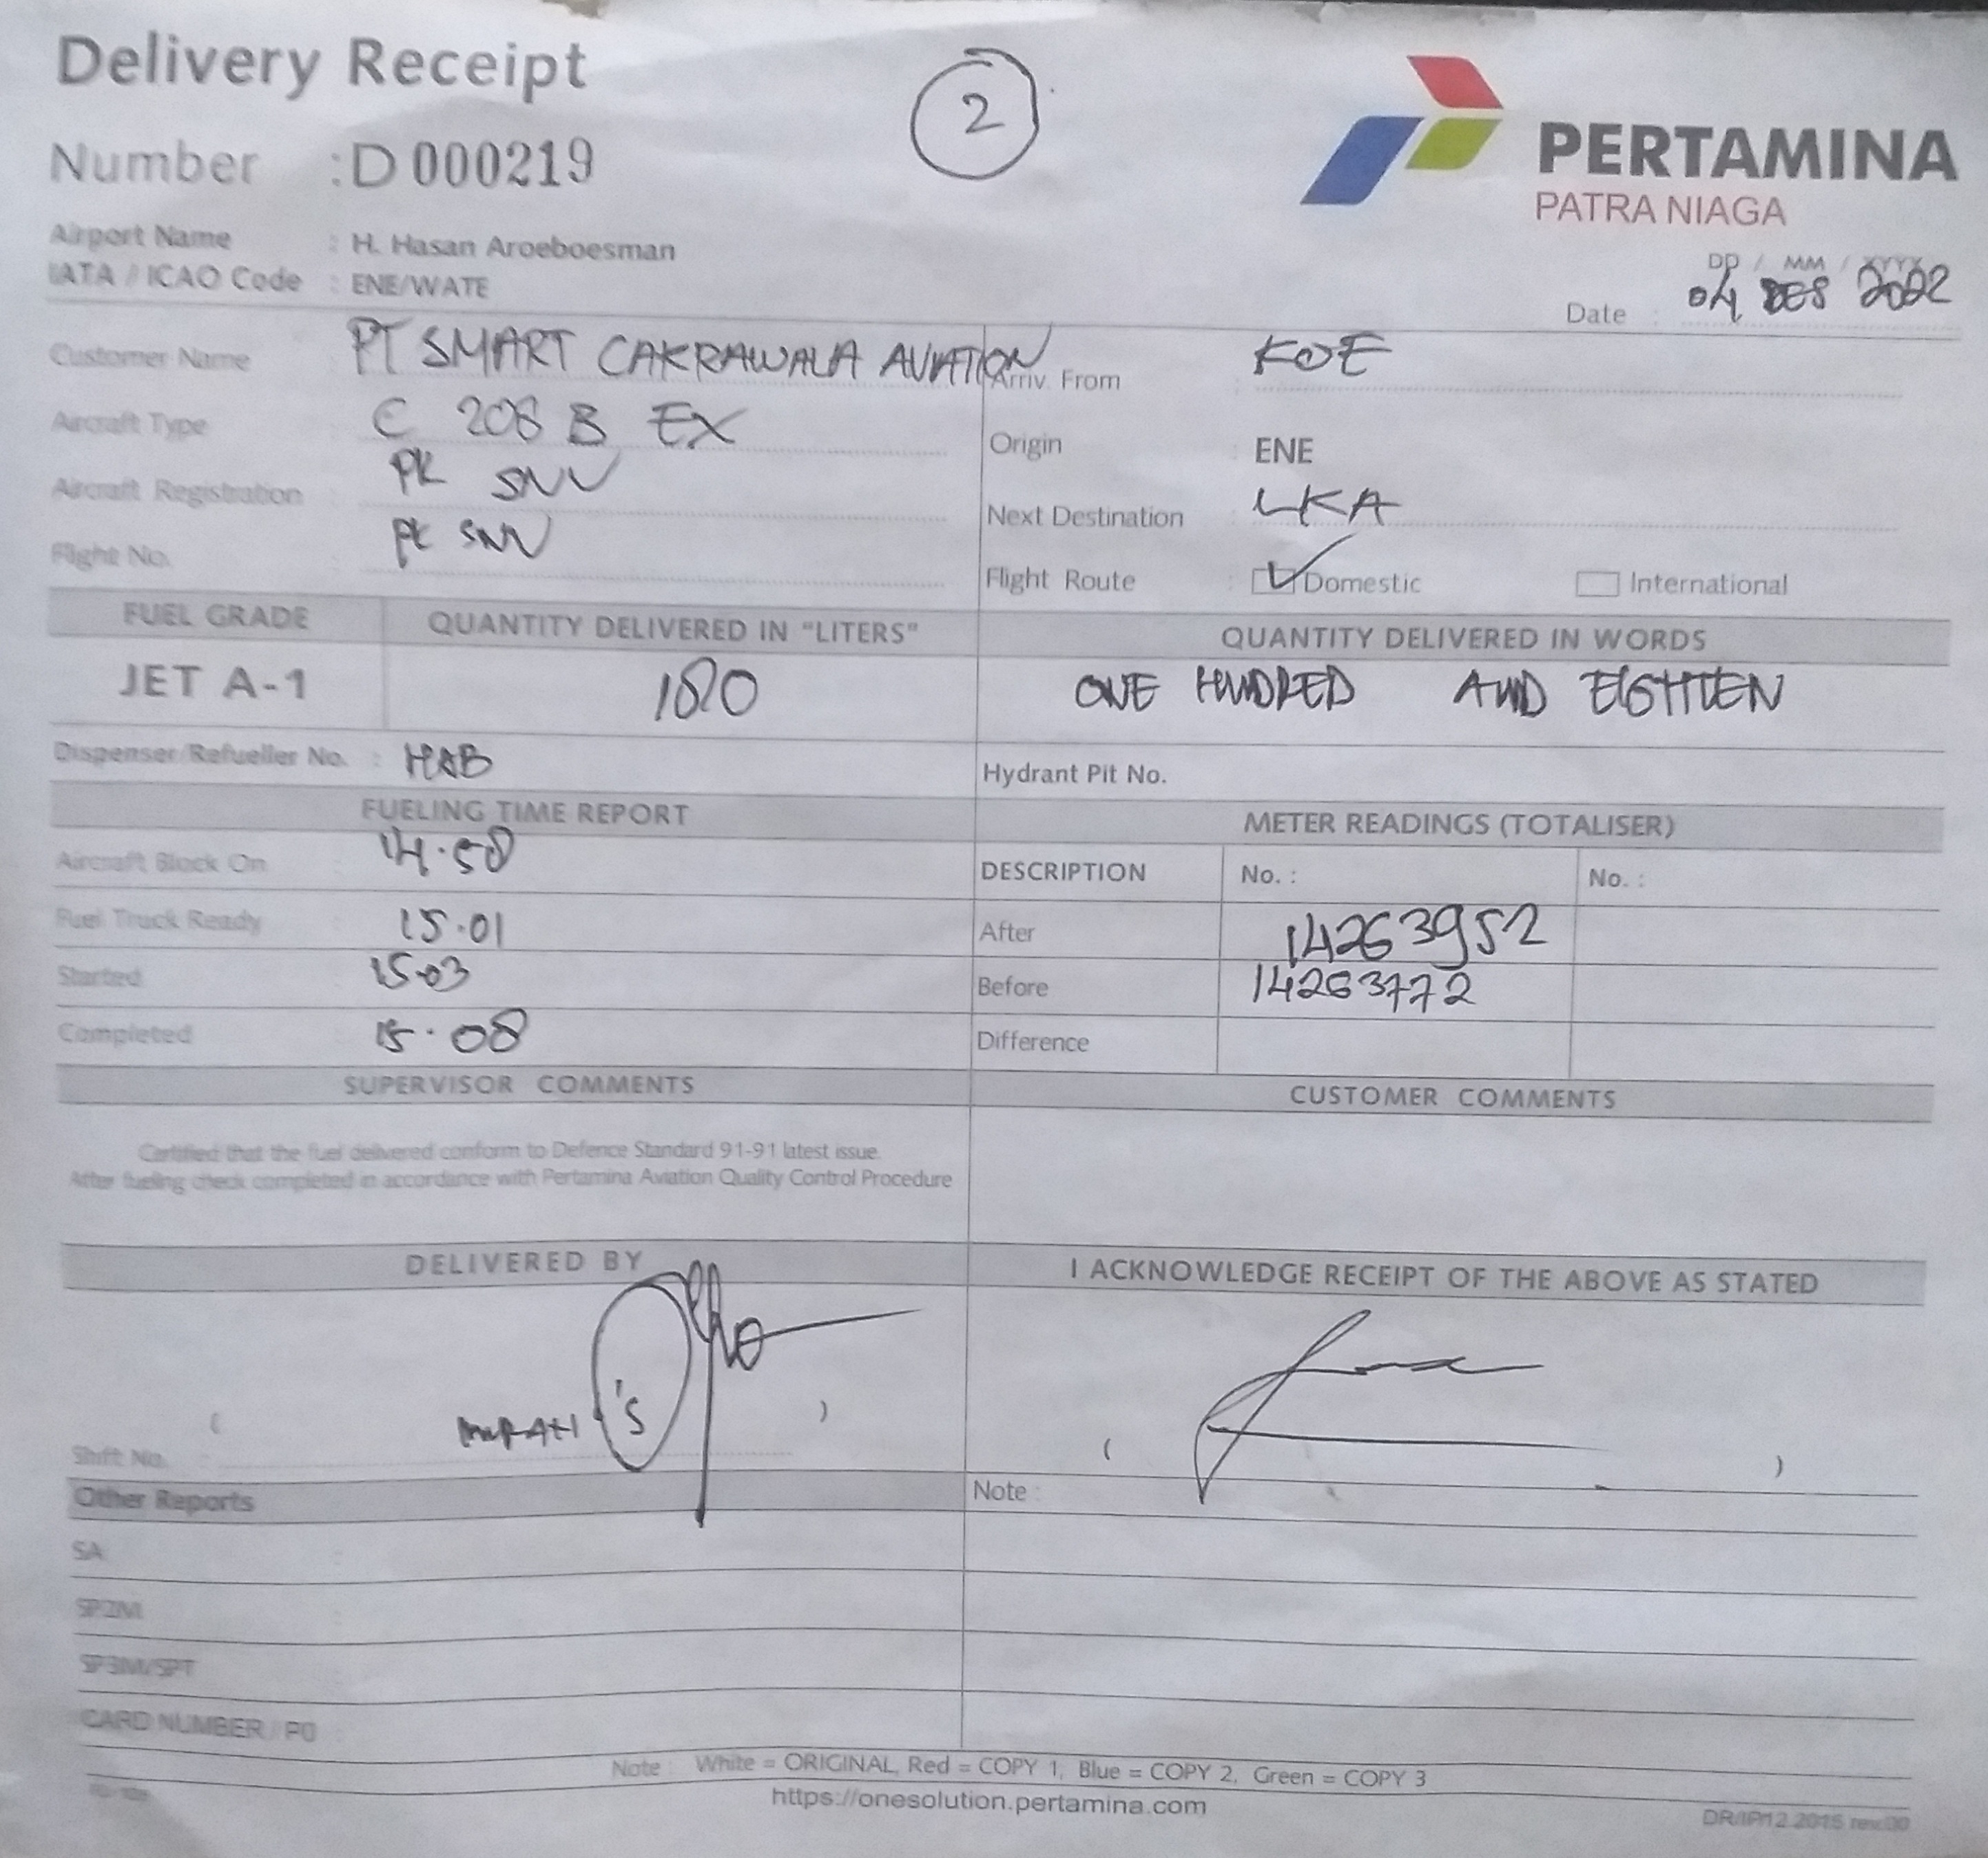 Delivery Receipt
2
PERTAMINA
PATRA NIAGA
Number : D 000219
Airport Name : H. Hasan Aroeboesman
IATA / ICAO Code : ENE/WATE
DD / MM / YYYY
Date : 04 DES 2022
Customer Name : PT SMART CAKRAWALA AVIATION
Arriv. From : KOE
Aircraft Type : C 208 B EX
Origin : ENE
Aircraft Registration : PK SNV
Next Destination : LKA
Flight No. : PK SNV
Flight Route : Domestic International
FUEL GRADE QUANTITY DELIVERED IN "LITERS" QUANTITY DELIVERED IN WORDS
JET A-1 180 ONE HUNDRED AND EIGHTEN
Dispenser/Refueller No. : Hydrant Pit No.
FUELING TIME REPORT METER READINGS (TOTALISER)
Aircraft Block On : 14.58 DESCRIPTION No. : No. :
Fuel Truck Ready : 15.01 After 14263952
Started : 15.03 Before 14263772
Completed : 15.08 Difference
SUPERVISOR COMMENTS CUSTOMER COMMENTS
Certified that the fuel delivered conform to Defence Standard 91-91 latest issue.
After fueling check completed in accordance with Pertamina Aviation Quality Control Procedure
DELIVERED BY I ACKNOWLEDGE RECEIPT OF THE ABOVE AS STATED
( ) ( )
Shift No. :
Other Reports Note :
SA :
SP2M :
SP3M/SPT
CARD NUMBER / PO :
Note : White = ORIGINAL, Red = COPY 1, Blue = COPY 2, Green = COPY 3
https://onesolution.pertamina.com
DR/IP/12.2015 rev.00